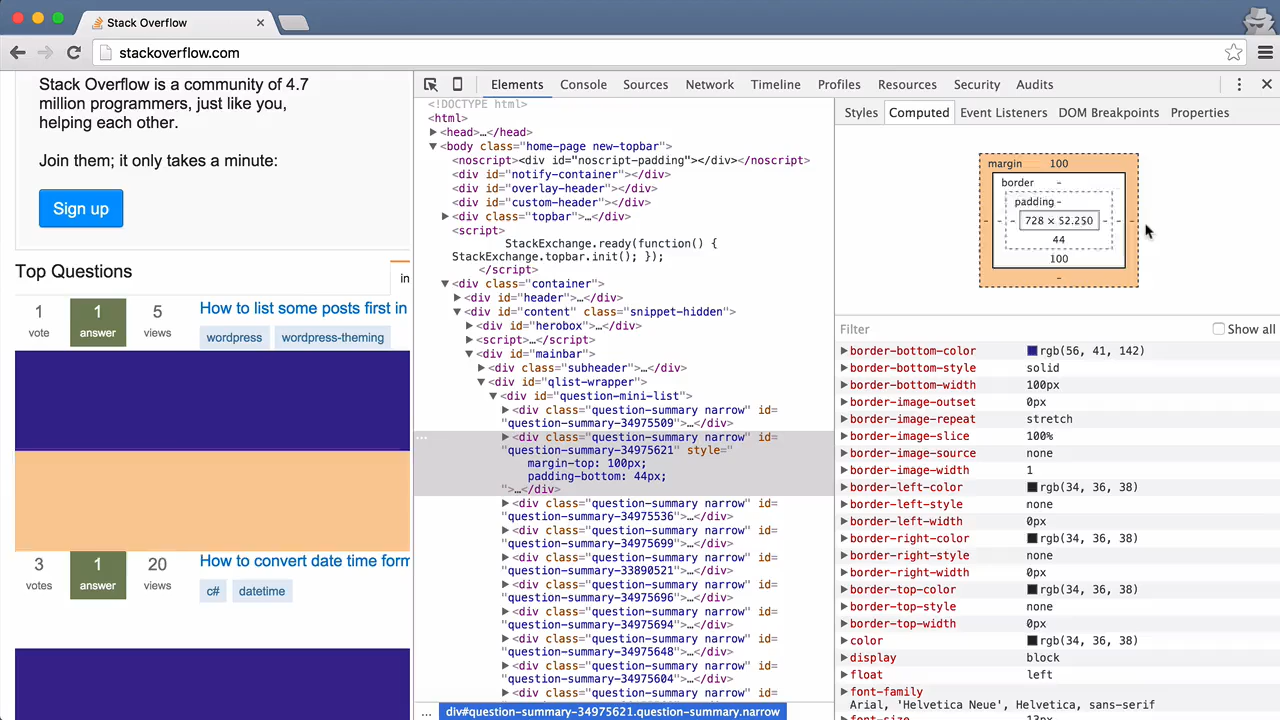 Stack Overflow
stackoverflow.com
Stack Overflow is a community of 4.7
million programmers, just like you,
helping each other.
Join them; it only takes a minute:
Sign up
Top Questions
in
1 1 5
vote answer views
How to list some posts first in
wordpress wordpress-theming
3 1 20
votes answer views
How to convert date time form
c# datetime
Elements Console Sources Network Timeline Profiles Resources Security Audits
<!DOCTYPE html>
<html>
<head>…</head>
<body class="home-page new-topbar">
<noscript><div id="noscript-padding"></div></noscript>
<div id="notify-container"></div>
<div id="overlay-header"></div>
<div id="custom-header"></div>
<div class="topbar">…</div>
<script>
StackExchange.ready(function() {
StackExchange.topbar.init(); });
</script>
<div class="container">
<div id="header">…</div>
<div id="content" class="snippet-hidden">
<div id="herobox">…</div>
<script>…</script>
<div id="mainbar">
<div class="subheader">…</div>
<div id="qlist-wrapper">
<div id="question-mini-list">
<div class="question-summary narrow" id=
"question-summary-34975509">…</div>
<div class="question-summary narrow" id=
"question-summary-34975621" style="
margin-top: 100px;
padding-bottom: 44px;
">…</div>
<div class="question-summary narrow" id=
"question-summary-34975536">…</div>
<div class="question-summary narrow" id=
"question-summary-34975699">…</div>
<div class="question-summary narrow" id=
"question-summary-33890521">…</div>
<div class="question-summary narrow" id=
"question-summary-34975696">…</div>
<div class="question-summary narrow" id=
"question-summary-34975694">…</div>
<div class="question-summary narrow" id=
"question-summary-34975648">…</div>
<div class="question-summary narrow" id=
"question-summary-34975604">…</div>
<div class="question-summary narrow" id=
... div#question-summary-34975621.question-summary.narrow
Styles Computed Event Listeners DOM Breakpoints Properties
margin 100
border -
padding -
- - - 728 × 52.250 - - -
44
100
-
Filter Show all
border-bottom-color rgb(56, 41, 142)
border-bottom-style solid
border-bottom-width 100px
border-image-outset 0px
border-image-repeat stretch
border-image-slice 100%
border-image-source none
border-image-width 1
border-left-color rgb(34, 36, 38)
border-left-style none
border-left-width 0px
border-right-color rgb(34, 36, 38)
border-right-style none
border-right-width 0px
border-top-color rgb(34, 36, 38)
border-top-style none
border-top-width 0px
color rgb(34, 36, 38)
display block
float left
font-family
Arial, 'Helvetica Neue', Helvetica, sans-serif
font-size 13px